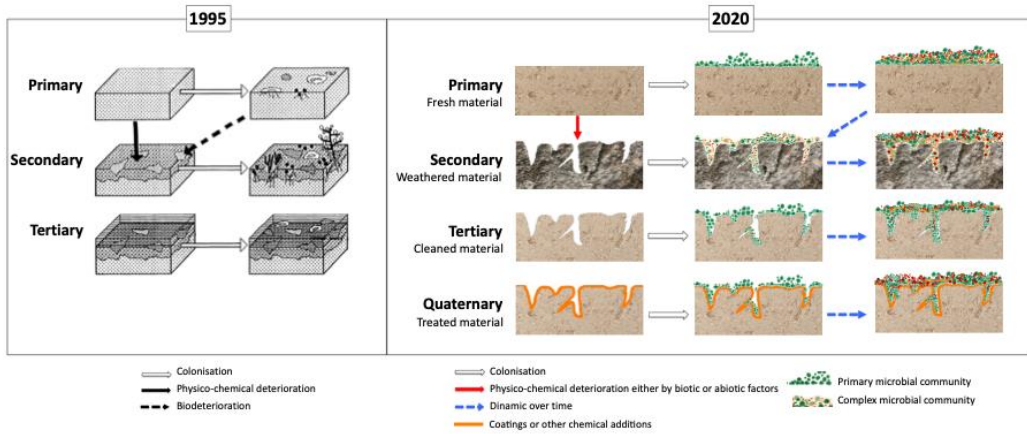 1995
Primary
Secondary
Tertiary
Colonisation
Physico-chemical deterioration
Biodeterioration
2020
Primary
Fresh material
Secondary
Weathered material
Tertiary
Cleaned material
Quaternary
Treated material
Colonisation
Physico-chemical deterioration either by biotic or abiotic factors
Dinamic over time
Coatings or other chemical additions
Primary microbial community
Complex microbial community